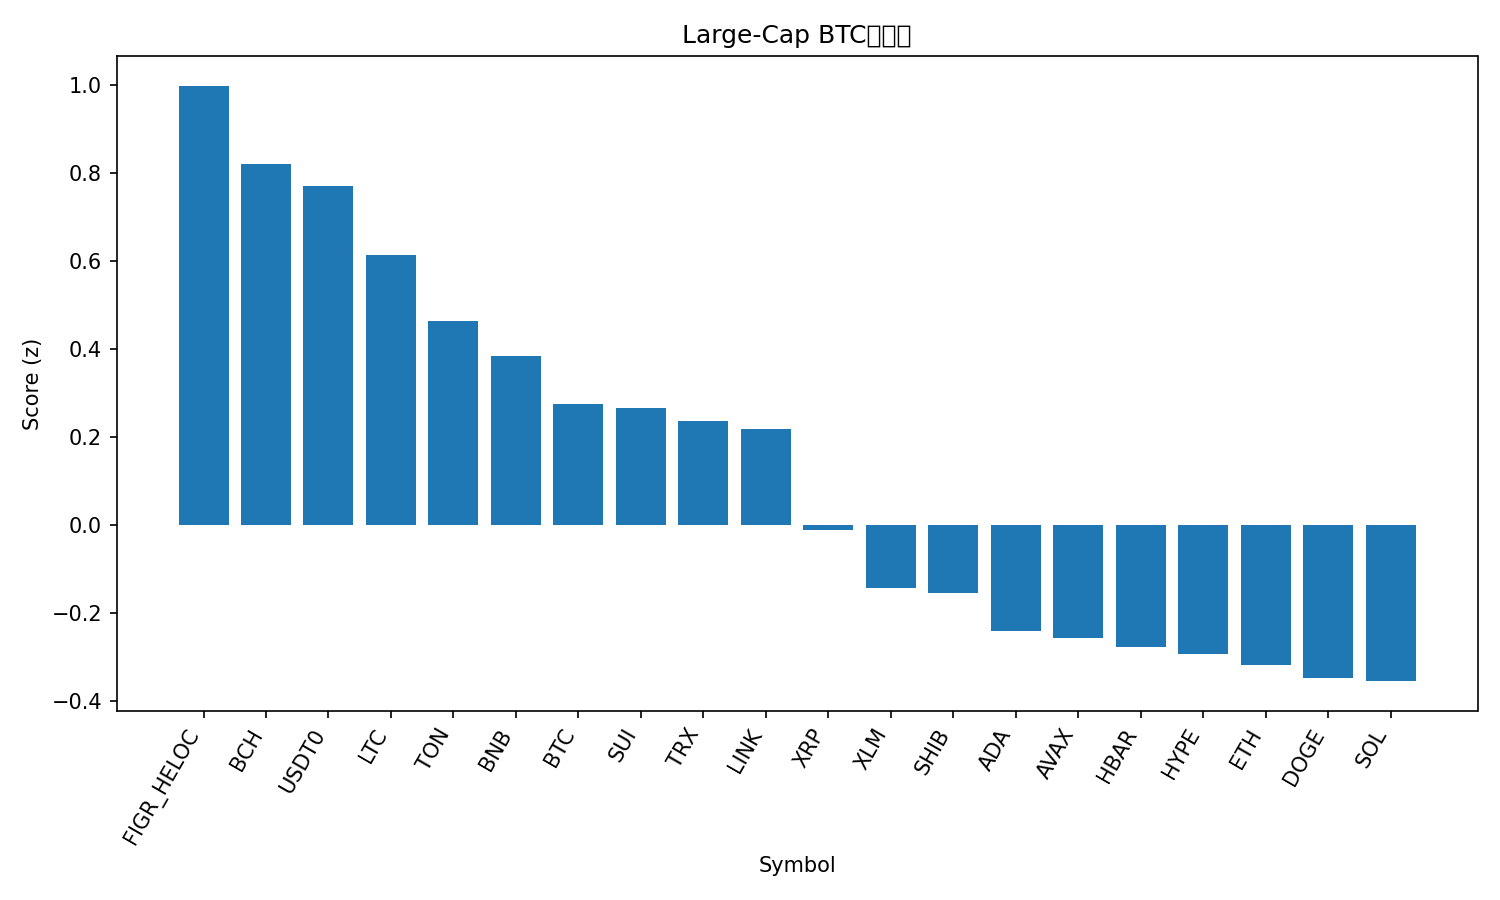 Large-Cap BTC
1.0
0.8
0.6
0.4
0.2
0.0
−0.2
−0.4
Score (z)
FIGR_HELOC
BCH
USDT0
LTC
TON
BNB
BTC
SUI
TRX
LINK
XRP
XLM
SHIB
ADA
AVAX
HBAR
HYPE
ETH
DOGE
SOL
Symbol